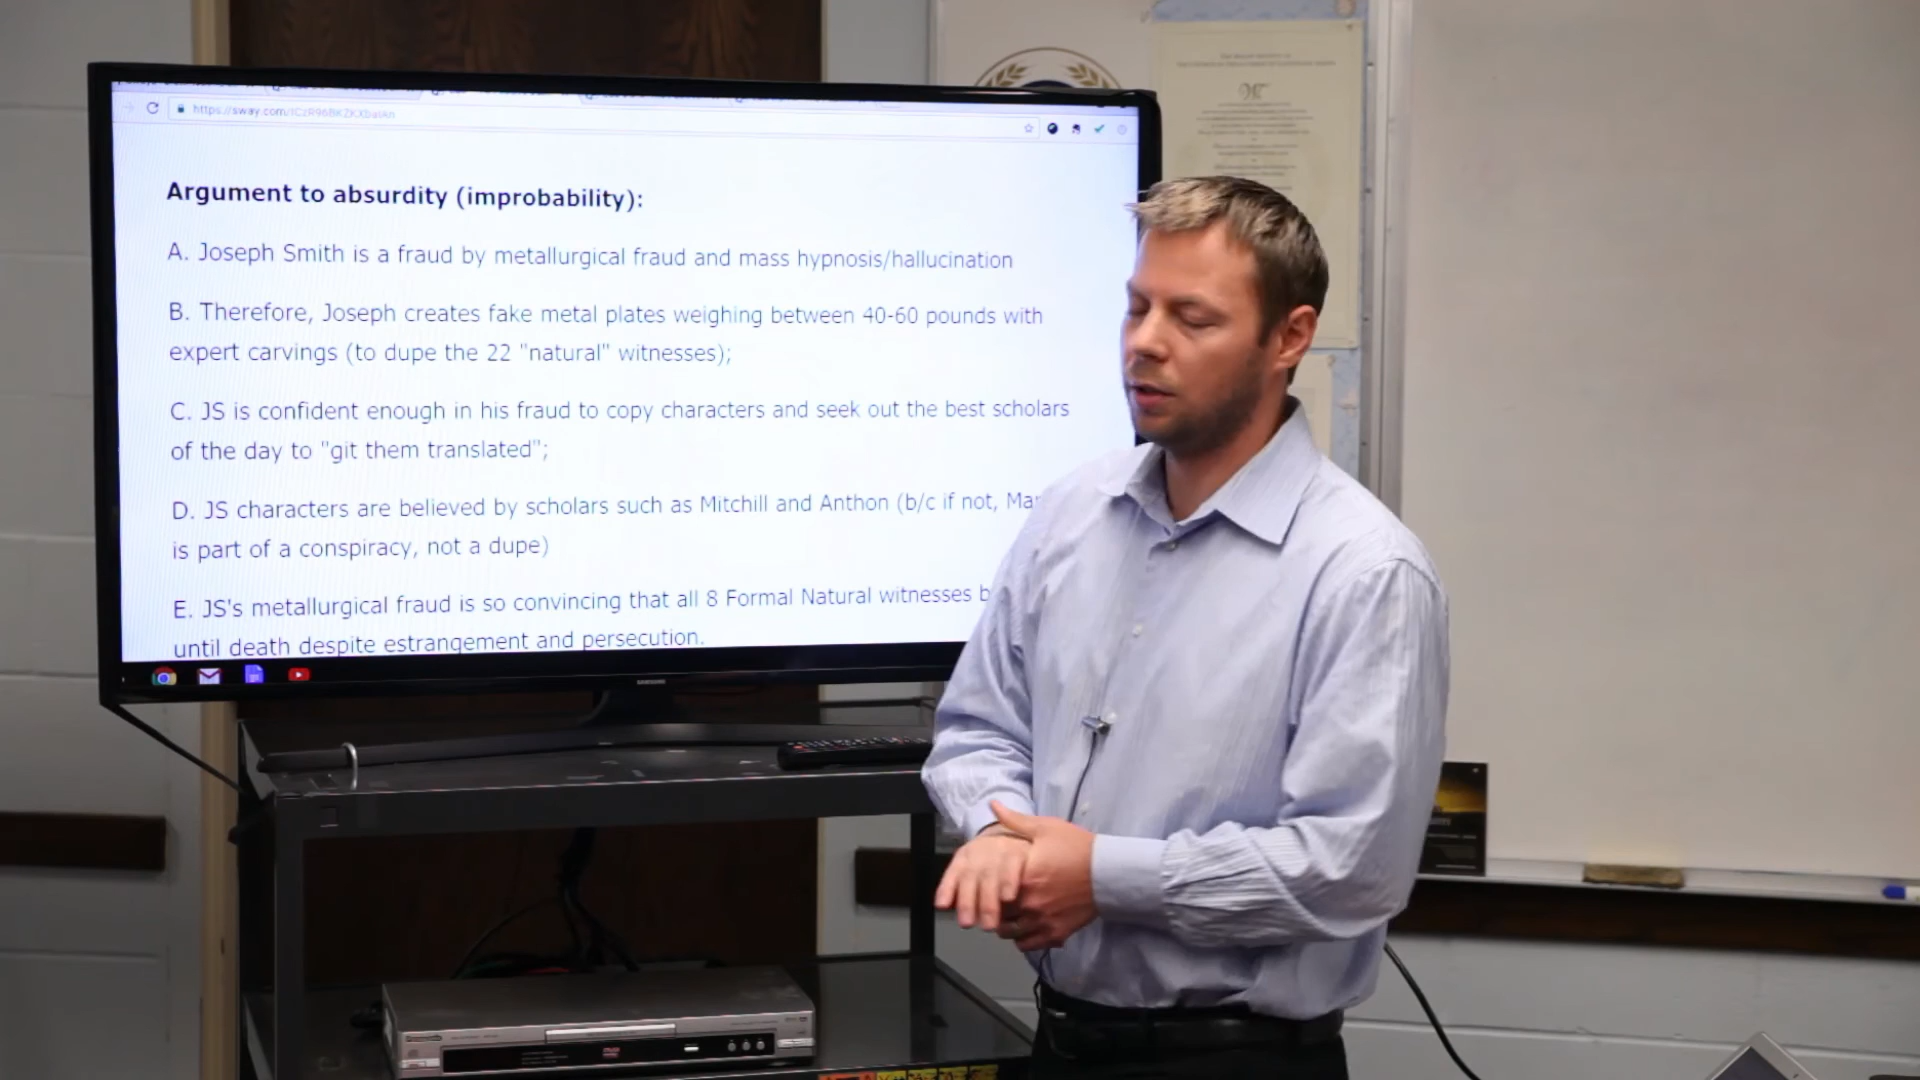 https://sway.com/
Argument to absurdity (improbability):
A. Joseph Smith is a fraud by metallurgical fraud and mass hypnosis/hallucination
B. Therefore, Joseph creates fake metal plates weighing between 40-60 pounds with
expert carvings (to dupe the 22 "natural" witnesses);
C. JS is confident enough in his fraud to copy characters and seek out the best scholars
of the day to "git them translated";
D. JS characters are believed by scholars such as Mitchill and Anthon (b/c if not, Mar
is part of a conspiracy, not a dupe)
E. JS's metallurgical fraud is so convincing that all 8 Formal Natural witnesses b
until death despite estrangement and persecution.
SAMSUNG